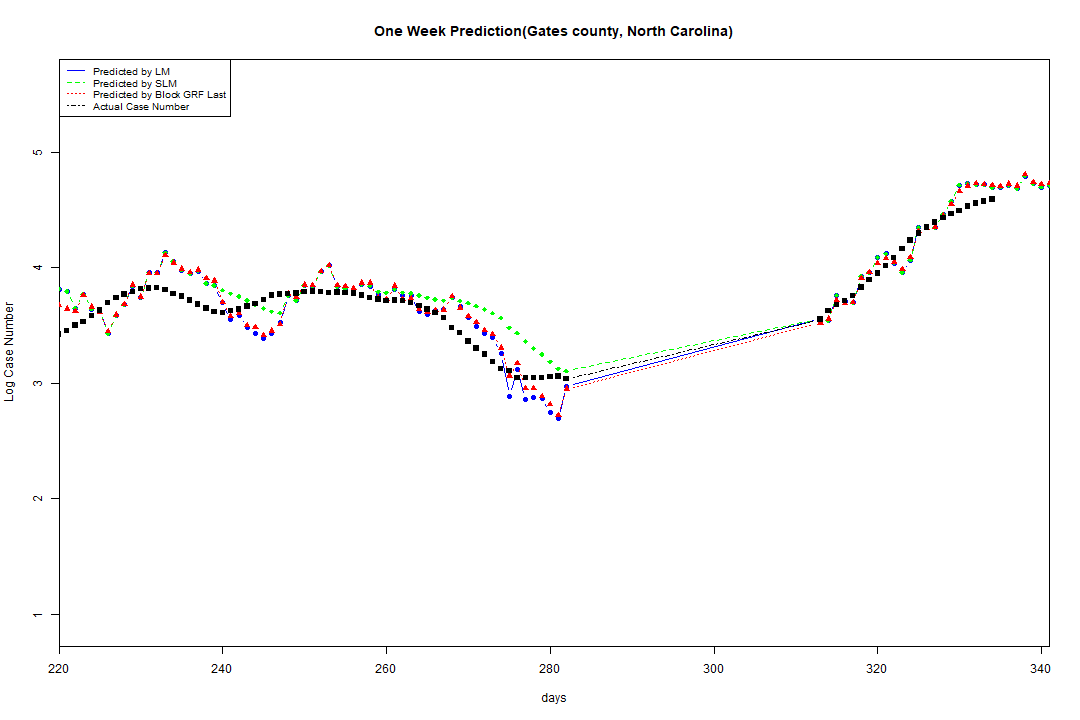 One Week Prediction(Gates county, North Carolina)
Predicted by LM
Predicted by SLM
Predicted by Block GRF Last
Actual Case Number
5
4
3
2
1
Log Case Number
220 240 260 280 300 320 340
days